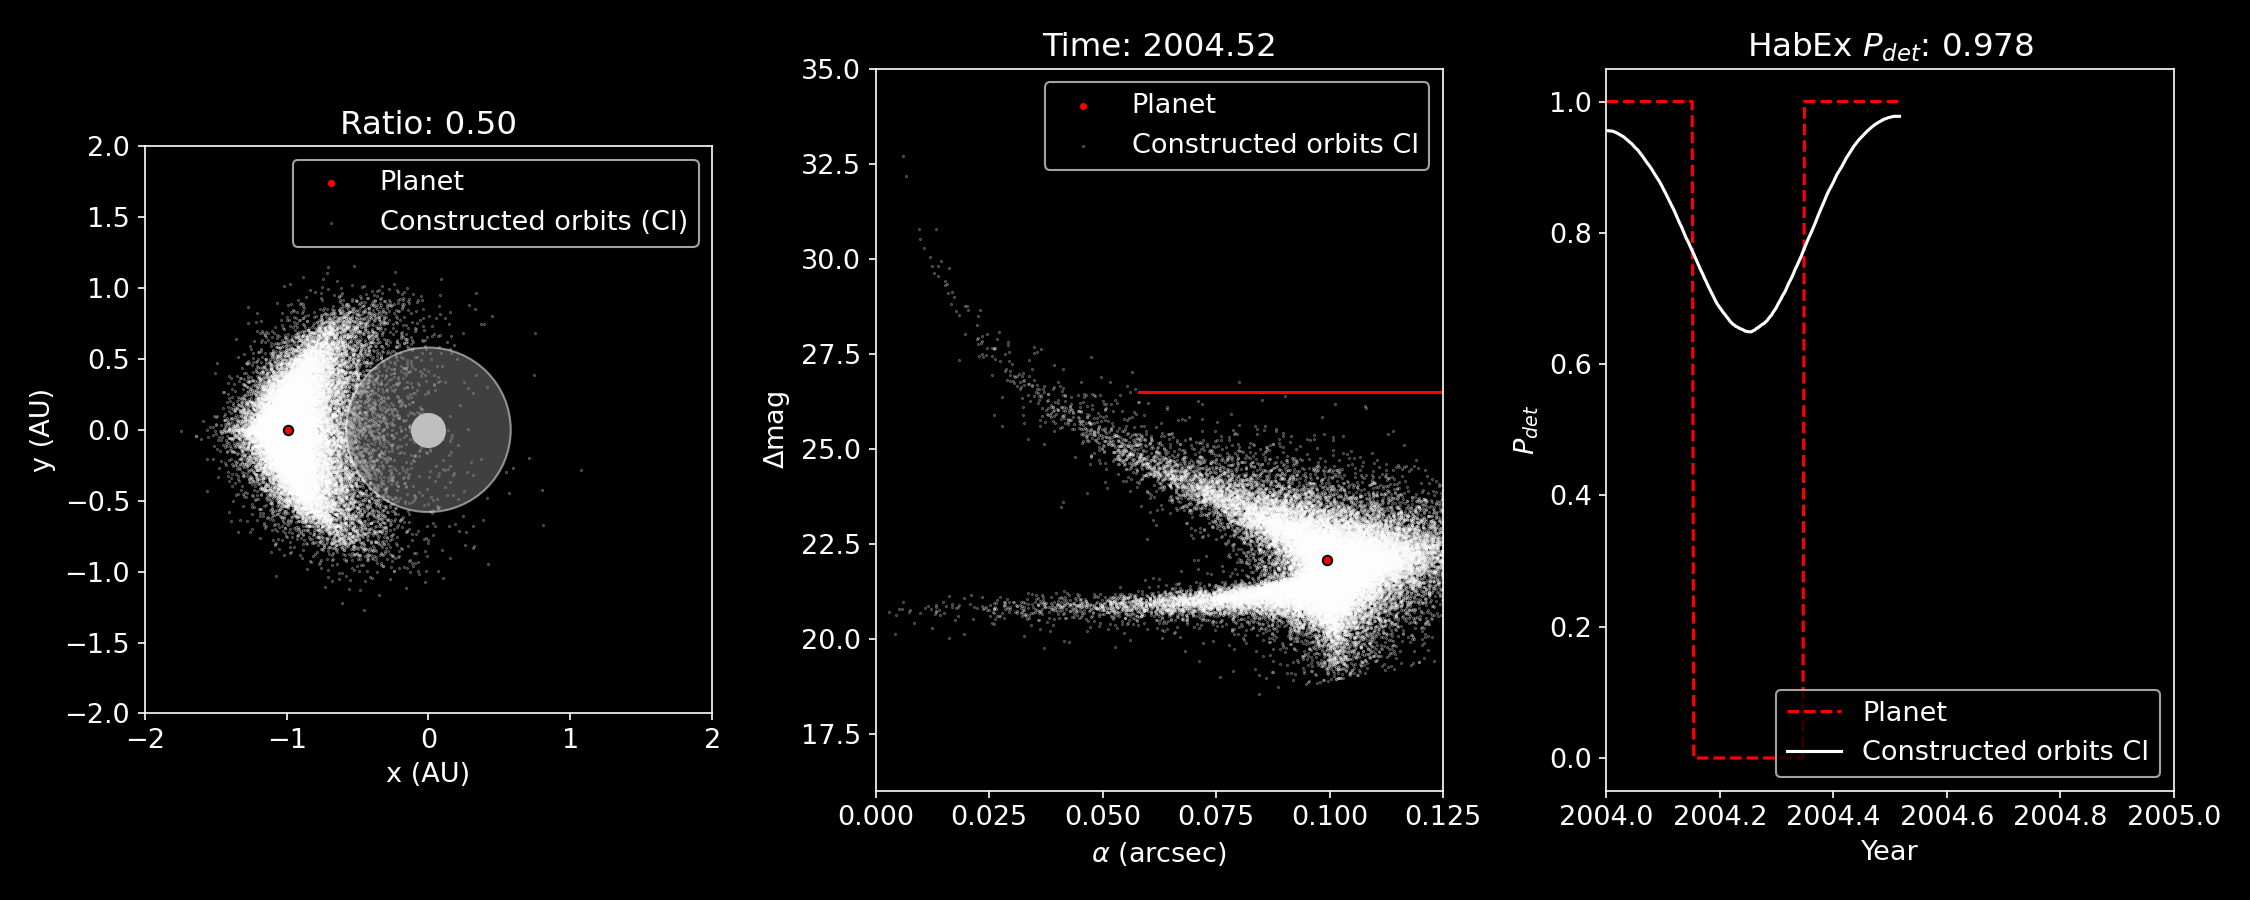 Ratio: 0.50
Planet
Constructed orbits (CI)
2.0
1.5
1.0
0.5
0.0
−0.5
−1.0
−1.5
−2.0
y (AU)
−2 −1 0 1 2
x (AU)
Time: 2004.52
Planet
Constructed orbits CI
35.0
32.5
30.0
27.5
25.0
22.5
20.0
17.5
Δmag
0.000 0.025 0.050 0.075 0.100 0.125
α (arcsec)
HabEx P_det: 0.978
1.0
0.8
0.6
0.4
0.2
0.0
P_det
Planet
Constructed orbits CI
2004.0 2004.2 2004.4 2004.6 2004.8 2005.0
Year